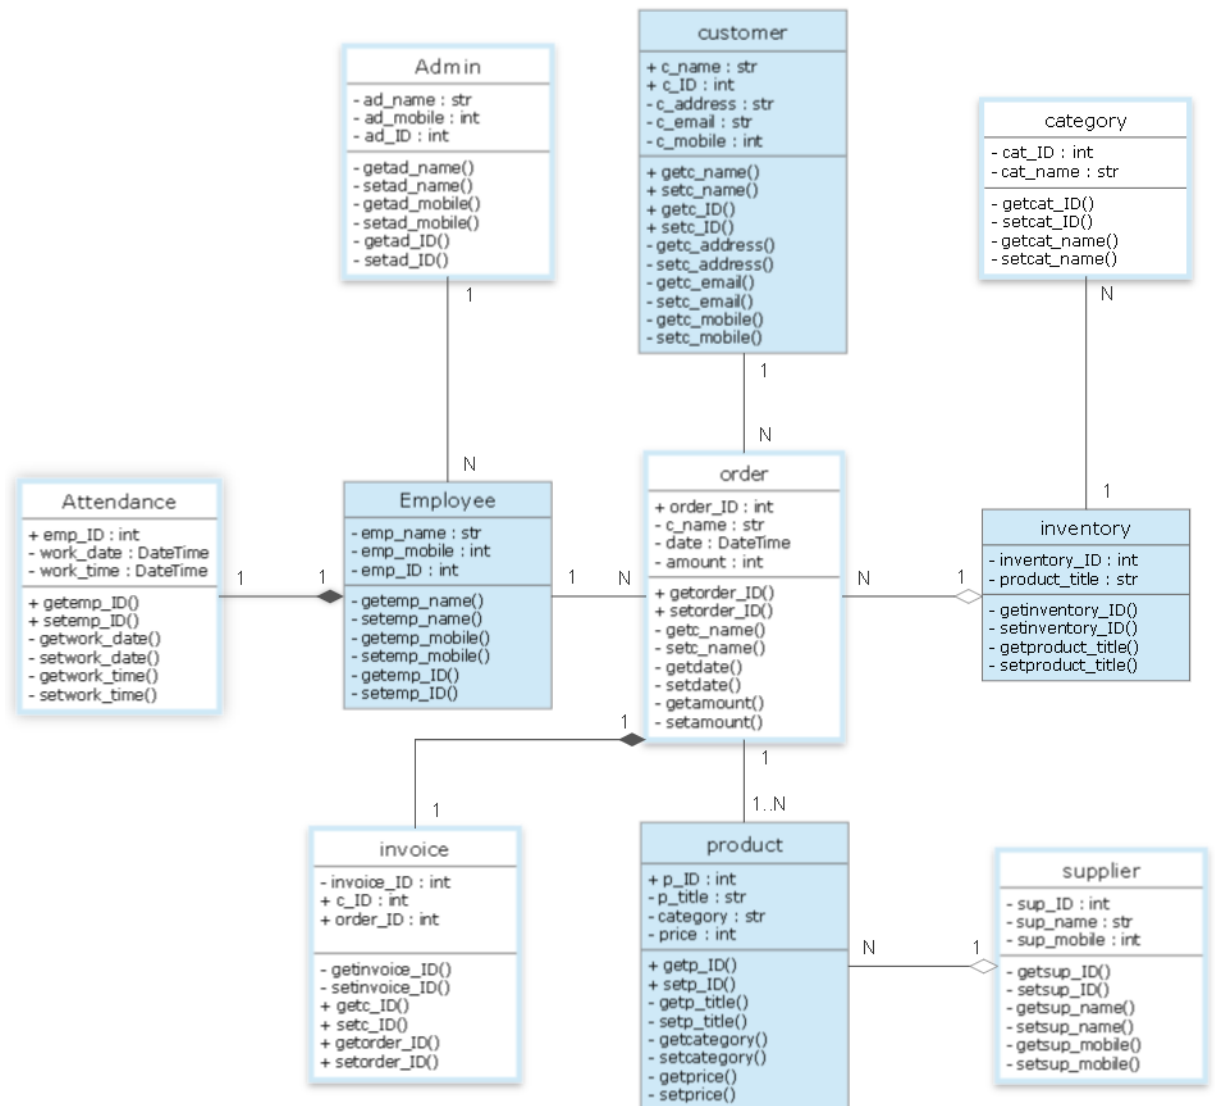 customer
+ c_name : str
+ c_ID : int
- c_address : str
- c_email : str
- c_mobile : int
+ getc_name()
+ setc_name()
+ getc_ID()
+ setc_ID()
- getc_address()
- setc_address()
- getc_email()
- setc_email()
- getc_mobile()
- setc_mobile()
1
N
Admin
- ad_name : str
- ad_mobile : int
- ad_ID : int
- getad_name()
- setad_name()
- getad_mobile()
- setad_mobile()
- getad_ID()
- setad_ID()
1
N
category
- cat_ID : int
- cat_name : str
- getcat_ID()
- setcat_ID()
- getcat_name()
- setcat_name()
N
1
Attendance
+ emp_ID : int
- work_date : DateTime
- work_time : DateTime
+ getemp_ID()
+ setemp_ID()
- getwork_date()
- setwork_date()
- getwork_time()
- setwork_time()
1
1
Employee
- emp_name : str
- emp_mobile : int
- emp_ID : int
- getemp_name()
- setemp_name()
- getemp_mobile()
- setemp_mobile()
- getemp_ID()
- setemp_ID()
1
N
order
+ order_ID : int
- c_name : str
- date : DateTime
- amount : int
+ getorder_ID()
+ setorder_ID()
- getc_name()
- setc_name()
- getdate()
- setdate()
- getamount()
- setamount()
N
1
inventory
- inventory_ID : int
- product_title : str
- getinventory_ID()
- setinventory_ID()
- getproduct_title()
- setproduct_title()
1
1
1
1..N
invoice
- invoice_ID : int
+ c_ID : int
+ order_ID : int
- getinvoice_ID()
- setinvoice_ID()
+ getc_ID()
+ setc_ID()
+ getorder_ID()
+ setorder_ID()
product
+ p_ID : int
- p_title : str
- category : str
- price : int
+ getp_ID()
+ setp_ID()
- getp_title()
- setp_title()
- getcategory()
- setcategory()
- getprice()
- setprice()
N
1
supplier
- sup_ID : int
- sup_name : str
- sup_mobile : int
- getsup_ID()
- setsup_ID()
- getsup_name()
- setsup_name()
- getsup_mobile()
- setsup_mobile()